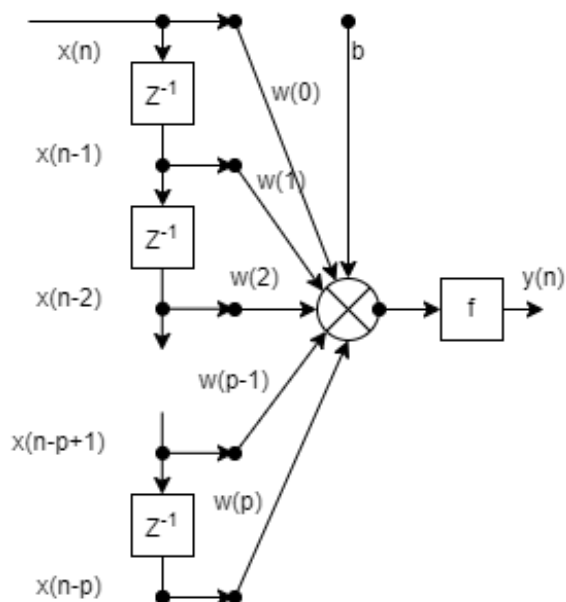 x(n)
b
Z⁻¹
w(0)
x(n-1)
w(1)
Z⁻¹
x(n-2)
w(2)
f
y(n)
w(p-1)
x(n-p+1)
Z⁻¹
w(p)
x(n-p)